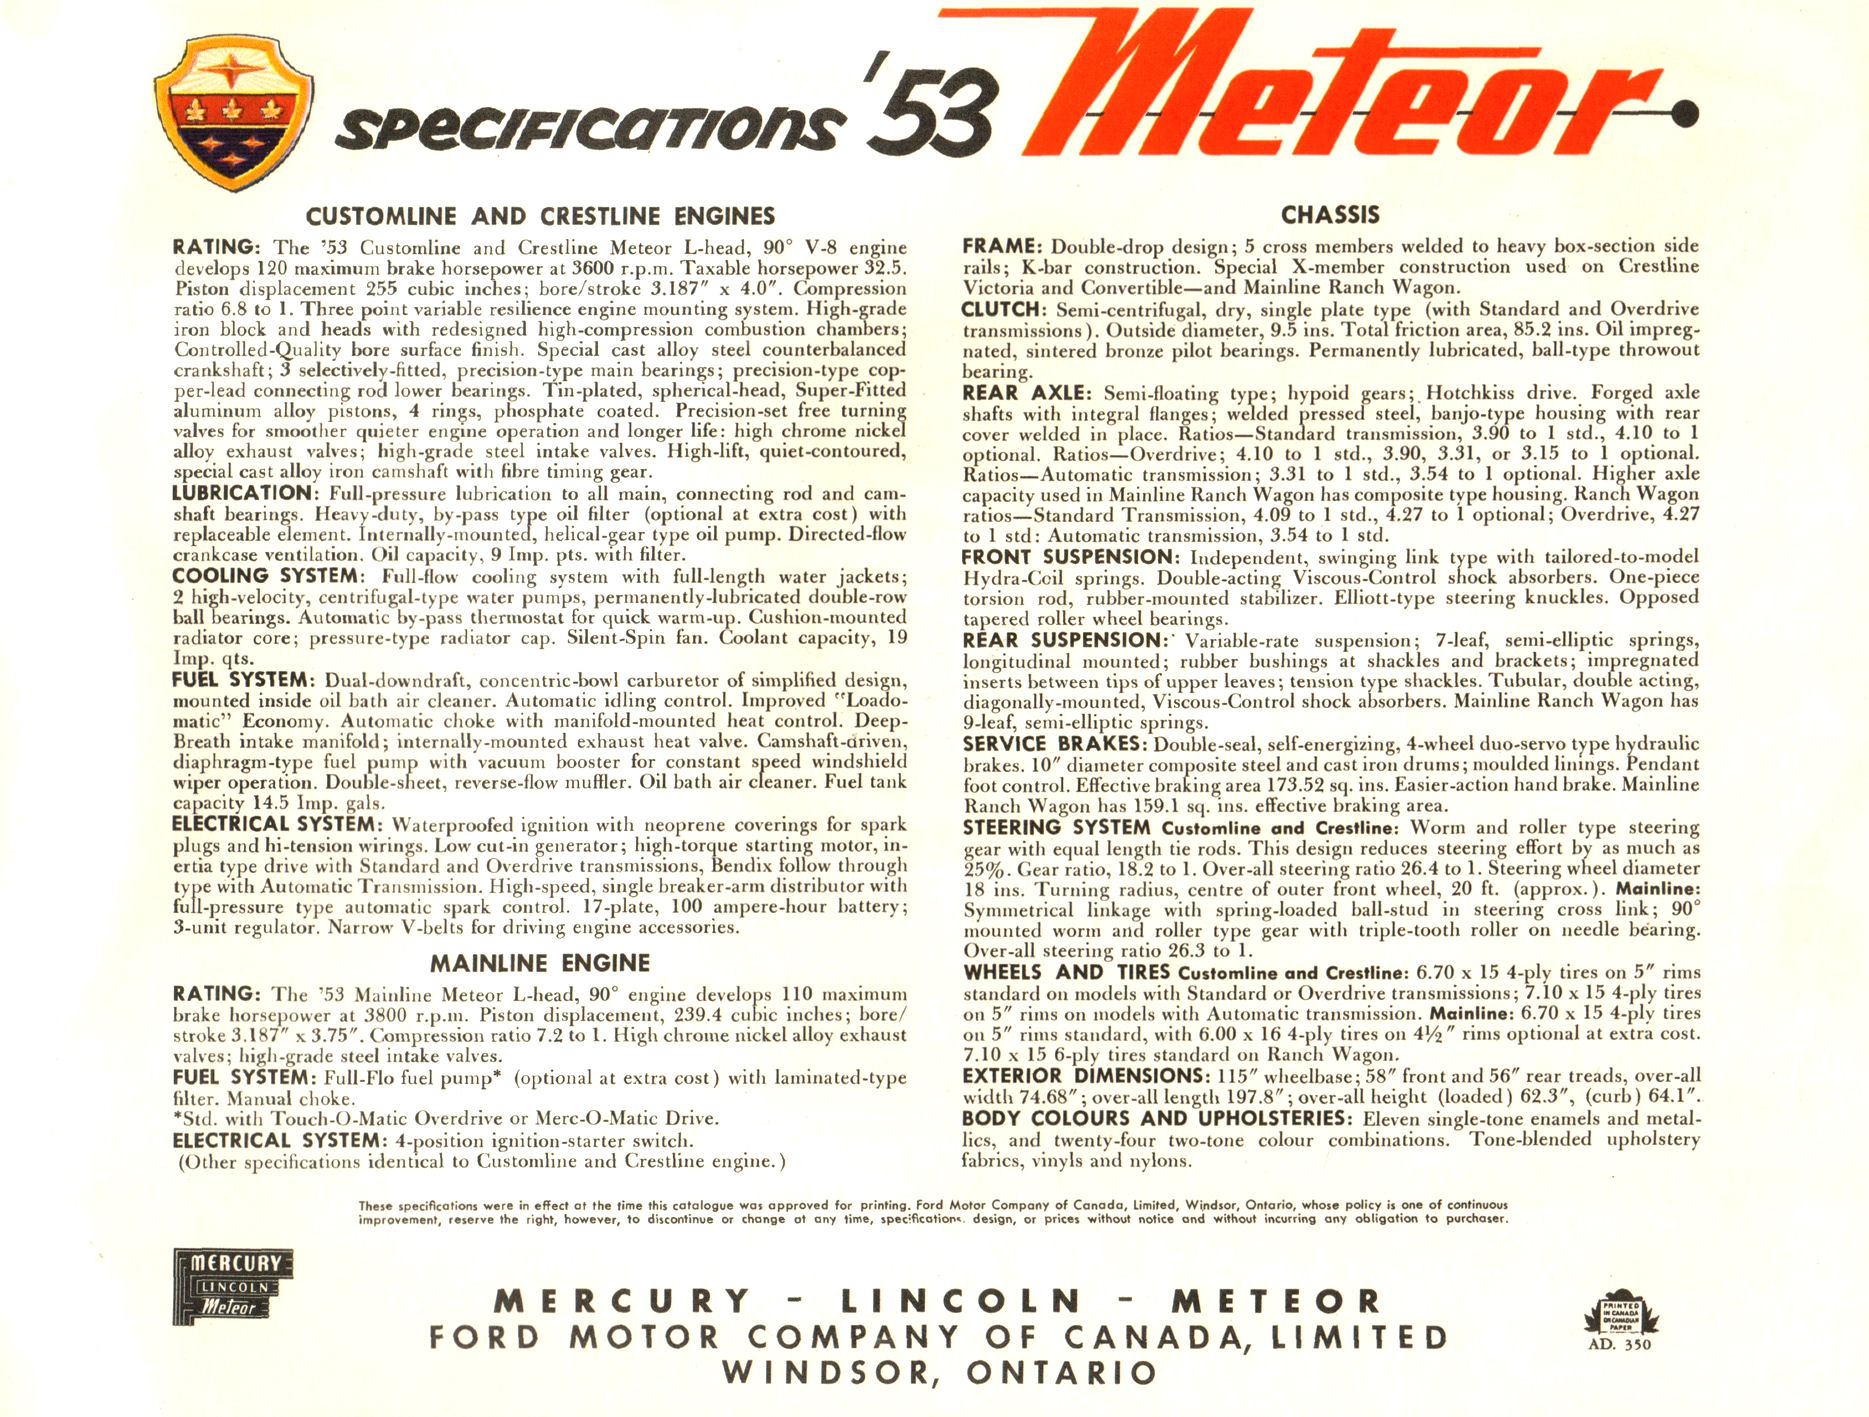 SPECIFICATIONS '53 Meteor
CUSTOMLINE AND CRESTLINE ENGINES
RATING: The '53 Customline and Crestline Meteor L-head, 90° V-8 engine
develops 120 maximum brake horsepower at 3600 r.p.m. Taxable horsepower 32.5.
Piston displacement 255 cubic inches; bore/stroke 3.187" x 4.0". Compression
ratio 6.8 to 1. Three point variable resilience engine mounting system. High-grade
iron block and heads with redesigned high-compression combustion chambers;
Controlled-Quality bore surface finish. Special cast alloy steel counterbalanced
crankshaft; 3 selectively-fitted, precision-type main bearings; precision-type cop-
per-lead connecting rod lower bearings. Tin-plated, spherical-head, Super-Fitted
aluminum alloy pistons, 4 rings, phosphate coated. Precision-set free turning
valves for smoother quieter engine operation and longer life: high chrome nickel
alloy exhaust valves; high-grade steel intake valves. High-lift, quiet-contoured,
special cast alloy iron camshaft with fibre timing gear.
LUBRICATION: Full-pressure lubrication to all main, connecting rod and cam-
shaft bearings. Heavy-duty, by-pass type oil filter (optional at extra cost) with
replaceable element. Internally-mounted, helical-gear type oil pump. Directed-flow
crankcase ventilation. Oil capacity, 9 Imp. pts. with filter.
COOLING SYSTEM: Full-flow cooling system with full-length water jackets;
2 high-velocity, centrifugal-type water pumps, permanently-lubricated double-row
ball bearings. Automatic by-pass thermostat for quick warm-up. Cushion-mounted
radiator core; pressure-type radiator cap. Silent-Spin fan. Coolant capacity, 19
Imp. qts.
FUEL SYSTEM: Dual-downdraft, concentric-bowl carburetor of simplified design,
mounted inside oil bath air cleaner. Automatic idling control. Improved "Loado-
matic" Economy. Automatic choke with manifold-mounted heat control. Deep-
Breath intake manifold; internally-mounted exhaust heat valve. Camshaft-driven,
diaphragm-type fuel pump with vacuum booster for constant speed windshield
wiper operation. Double-sheet, reverse-flow muffler. Oil bath air cleaner. Fuel tank
capacity 14.5 Imp. gals.
ELECTRICAL SYSTEM: Waterproofed ignition with neoprene coverings for spark
plugs and hi-tension wirings. Low cut-in generator; high-torque starting motor, in-
ertia type drive with Standard and Overdrive transmissions, Bendix follow through
type with Automatic Transmission. High-speed, single breaker-arm distributor with
full-pressure type automatic spark control. 17-plate, 100 ampere-hour battery;
3-unit regulator. Narrow V-belts for driving engine accessories.
MAINLINE ENGINE
RATING: The '53 Mainline Meteor L-head, 90° engine develops 110 maximum
brake horsepower at 3800 r.p.m. Piston displacement, 239.4 cubic inches; bore/
stroke 3.187" x 3.75". Compression ratio 7.2 to 1. High chrome nickel alloy exhaust
valves; high-grade steel intake valves.
FUEL SYSTEM: Full-Flo fuel pump* (optional at extra cost) with laminated-type
filter. Manual choke.
*Std. with Touch-O-Matic Overdrive or Merc-O-Matic Drive.
ELECTRICAL SYSTEM: 4-position ignition-starter switch.
(Other specifications identical to Customline and Crestline engine.)
CHASSIS
FRAME: Double-drop design; 5 cross members welded to heavy box-section side
rails; K-bar construction. Special X-member construction used on Crestline
Victoria and Convertible—and Mainline Ranch Wagon.
CLUTCH: Semi-centrifugal, dry, single plate type (with Standard and Overdrive
transmissions). Outside diameter, 9.5 ins. Total friction area, 85.2 ins. Oil impreg-
nated, sintered bronze pilot bearings. Permanently lubricated, ball-type throwout
bearing.
REAR AXLE: Semi-floating type; hypoid gears; Hotchkiss drive. Forged axle
shafts with integral flanges; welded pressed steel, banjo-type housing with rear
cover welded in place. Ratios—Standard transmission, 3.90 to 1 std., 4.10 to 1
optional. Ratios—Overdrive; 4.10 to 1 std., 3.90, 3.31, or 3.15 to 1 optional.
Ratios—Automatic transmission; 3.31 to 1 std., 3.54 to 1 optional. Higher axle
capacity used in Mainline Ranch Wagon has composite type housing. Ranch Wagon
ratios—Standard Transmission, 4.09 to 1 std., 4.27 to 1 optional; Overdrive, 4.27
to 1 std: Automatic transmission, 3.54 to 1 std.
FRONT SUSPENSION: Independent, swinging link type with tailored-to-model
Hydra-Coil springs. Double-acting Viscous-Control shock absorbers. One-piece
torsion rod, rubber-mounted stabilizer. Elliott-type steering knuckles. Opposed
tapered roller wheel bearings.
REAR SUSPENSION: Variable-rate suspension; 7-leaf, semi-elliptic springs,
longitudinal mounted; rubber bushings at shackles and brackets; impregnated
inserts between tips of upper leaves; tension type shackles. Tubular, double acting,
diagonally-mounted, Viscous-Control shock absorbers. Mainline Ranch Wagon has
9-leaf, semi-elliptic springs.
SERVICE BRAKES: Double-seal, self-energizing, 4-wheel duo-servo type hydraulic
brakes. 10" diameter composite steel and cast iron drums; moulded linings. Pendant
foot control. Effective braking area 173.52 sq. ins. Easier-action hand brake. Mainline
Ranch Wagon has 159.1 sq. ins. effective braking area.
STEERING SYSTEM Customline and Crestline: Worm and roller type steering
gear with equal length tie rods. This design reduces steering effort by as much as
25%. Gear ratio, 18.2 to 1. Over-all steering ratio 26.4 to 1. Steering wheel diameter
18 ins. Turning radius, centre of outer front wheel, 20 ft. (approx.). Mainline:
Symmetrical linkage with spring-loaded ball-stud in steering cross link; 90°
mounted worm and roller type gear with triple-tooth roller on needle bearing.
Over-all steering ratio 26.3 to 1.
WHEELS AND TIRES Customline and Crestline: 6.70 x 15 4-ply tires on 5" rims
standard on models with Standard or Overdrive transmissions; 7.10 x 15 4-ply tires
on 5" rims on models with Automatic transmission. Mainline: 6.70 x 15 4-ply tires
on 5" rims standard, with 6.00 x 16 4-ply tires on 4½" rims optional at extra cost.
7.10 x 15 6-ply tires standard on Ranch Wagon.
EXTERIOR DIMENSIONS: 115" wheelbase; 58" front and 56" rear treads, over-all
width 74.68"; over-all length 197.8"; over-all height (loaded) 62.3", (curb) 64.1".
BODY COLOURS AND UPHOLSTERIES: Eleven single-tone enamels and metal-
lics, and twenty-four two-tone colour combinations. Tone-blended upholstery
fabrics, vinyls and nylons.
These specifications were in effect at the time this catalogue was approved for printing. Ford Motor Company of Canada, Limited, Windsor, Ontario, whose policy is one of continuous
improvement, reserve the right, however, to discontinue or change at any time, specifications, design, or prices without notice and without incurring any obligation to purchaser.
MERCURY
LINCOLN
Meteor
MERCURY - LINCOLN - METEOR
FORD MOTOR COMPANY OF CANADA, LIMITED
WINDSOR, ONTARIO
PRINTED
IN CANADA
ON CANADIAN
PAPER
AD. 350